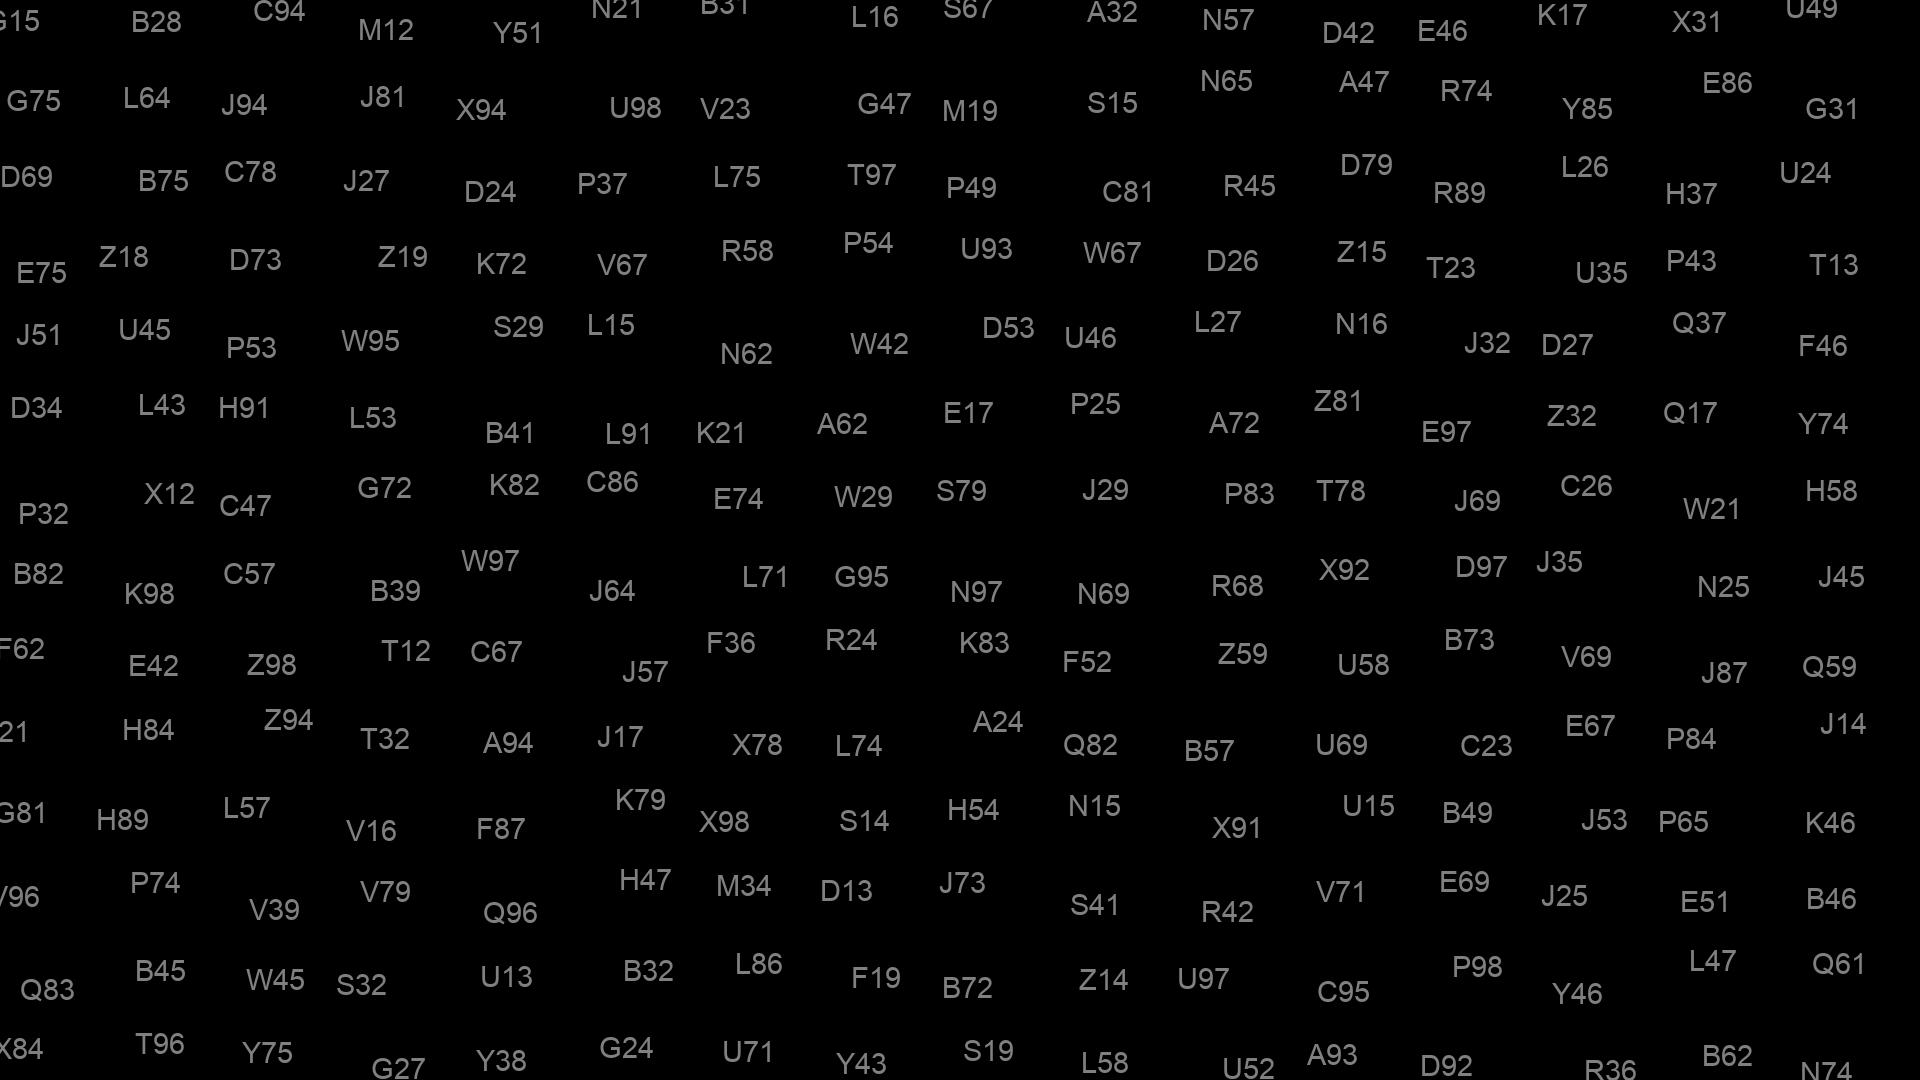 G15 B28 C94 M12 Y51 N21 B31 L16 S67 A32 N57 D42 E46 K17 X31 U49
G75 L64 J94 J81 X94 U98 V23 G47 M19 S15 N65 A47 R74 Y85 E86 G31
D69 B75 C78 J27 D24 P37 L75 T97 P49 C81 R45 D79 R89 L26 H37 U24
E75 Z18 D73 Z19 K72 V67 R58 P54 U93 W67 D26 Z15 T23 U35 P43 T13
J51 U45 P53 W95 S29 L15 N62 W42 D53 U46 L27 N16 J32 D27 Q37 F46
D34 L43 H91 L53 B41 L91 K21 A62 E17 P25 A72 Z81 E97 Z32 Q17 Y74
P32 X12 C47 G72 K82 C86 E74 W29 S79 J29 P83 T78 J69 C26 W21 H58
B82 K98 C57 B39 W97 J64 L71 G95 N97 N69 R68 X92 D97 J35 N25 J45
F62 E42 Z98 T12 C67 J57 F36 R24 K83 F52 Z59 U58 B73 V69 J87 Q59
21 H84 Z94 T32 A94 J17 X78 L74 A24 Q82 B57 U69 C23 E67 P84 J14
G81 H89 L57 V16 F87 K79 X98 S14 H54 N15 X91 U15 B49 J53 P65 K46
V96 P74 V39 V79 Q96 H47 M34 D13 J73 S41 R42 V71 E69 J25 E51 B46
Q83 B45 W45 S32 U13 B32 L86 F19 B72 Z14 U97 C95 P98 Y46 L47 Q61
X84 T96 Y75 G27 Y38 G24 U71 Y43 S19 L58 U52 A93 D92 R36 B62 N74